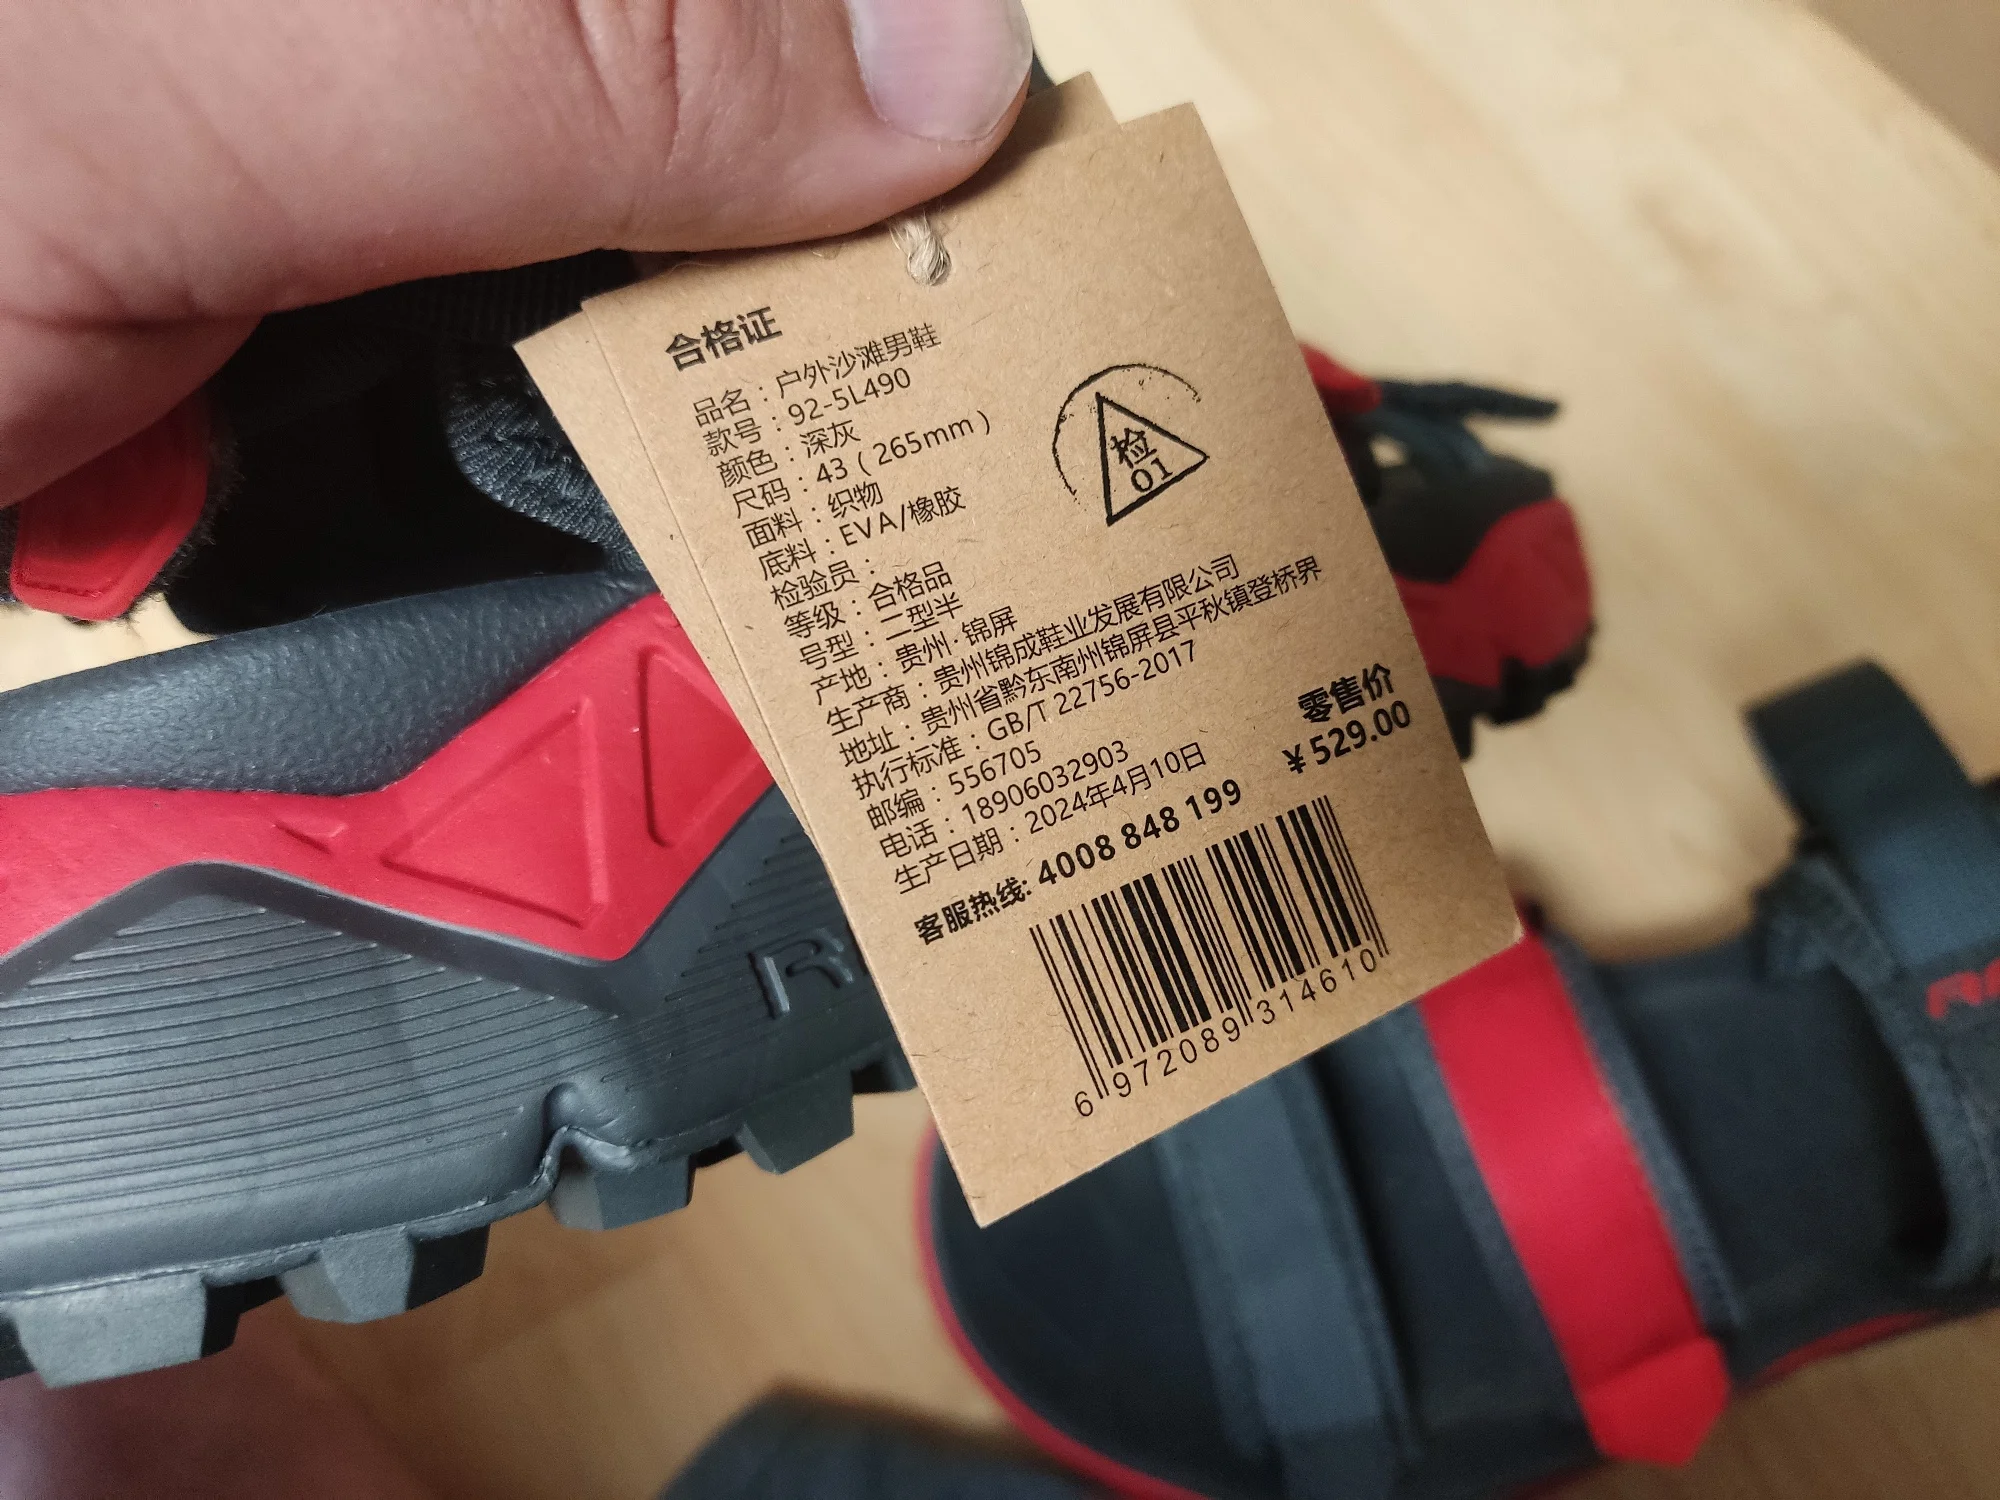 合格证
品名：户外沙滩男鞋
款号：92-5L490
颜色：深灰
尺码：43（265mm）
面料：织物
底料：EVA/橡胶
检验员：
等级：合格品
号型：二型半
产地：贵州·锦屏
生产商：贵州锦成鞋业发展有限公司
地址：贵州省黔东南州锦屏县平秋镇登桥界
执行标准：GB/T 22756-2017
邮编：556705
电话：18906032903
生产日期：2024年4月10日
客服热线: 4008 848 199
零售价
¥529.00
6 972089 314610
检
01